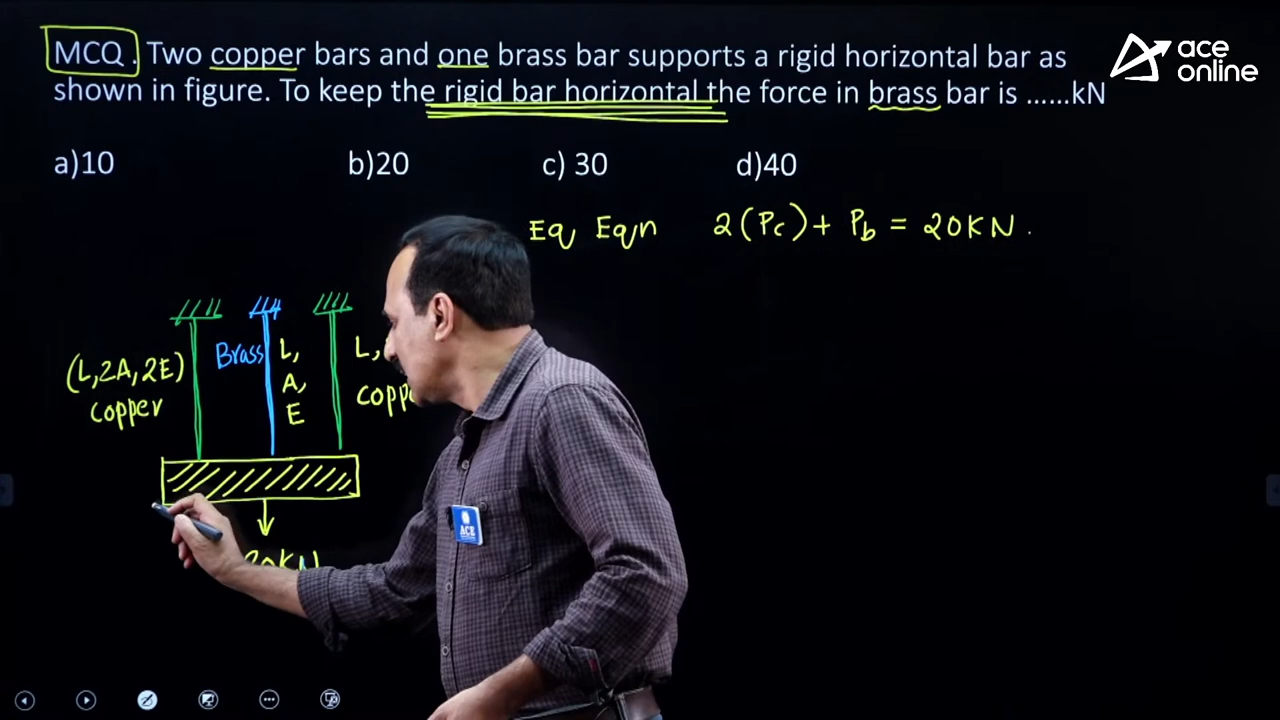 MCQ. Two copper bars and one brass bar supports a rigid horizontal bar as
shown in figure. To keep the rigid bar horizontal the force in brass bar is ......kN
a)10 b)20 c) 30 d)40
Eq Eqn 2(Pc) + Pb = 20KN.
Brass
L,
A,
E
(L,2A,2E)
copper
L,
ace
online
ACE